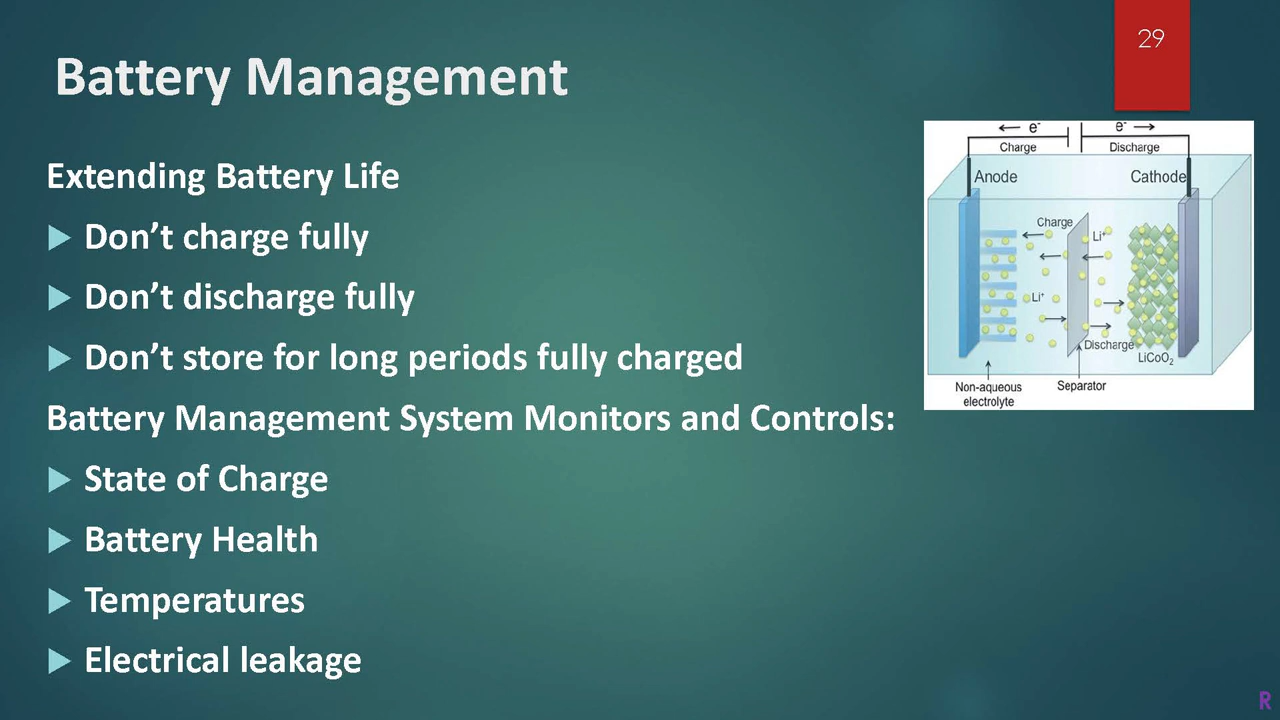 29
Battery Management
Extending Battery Life
Don’t charge fully
Don’t discharge fully
Don’t store for long periods fully charged
Battery Management System Monitors and Controls:
State of Charge
Battery Health
Temperatures
Electrical leakage
e-
e-
Charge
Discharge
Anode
Cathode
Charge
Li+
Li+
Discharge
LiCoO2
Non-aqueous
electrolyte
Separator
R